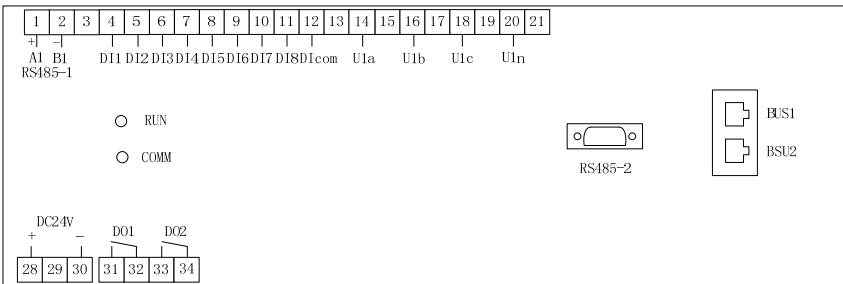 1 2 3 4 5 6 7 8 9 10 11 12 13 14 15 16 17 18 19 20 21
+ −
A1 B1 DI1 DI2 DI3 DI4 DI5 DI6 DI7 DI8 DIcom U1a U1b U1c U1n
RS485-1
RUN
COMM
RS485-2
BUS1
BSU2
DC24V
+ − DO1 DO2
28 29 30 31 32 33 34